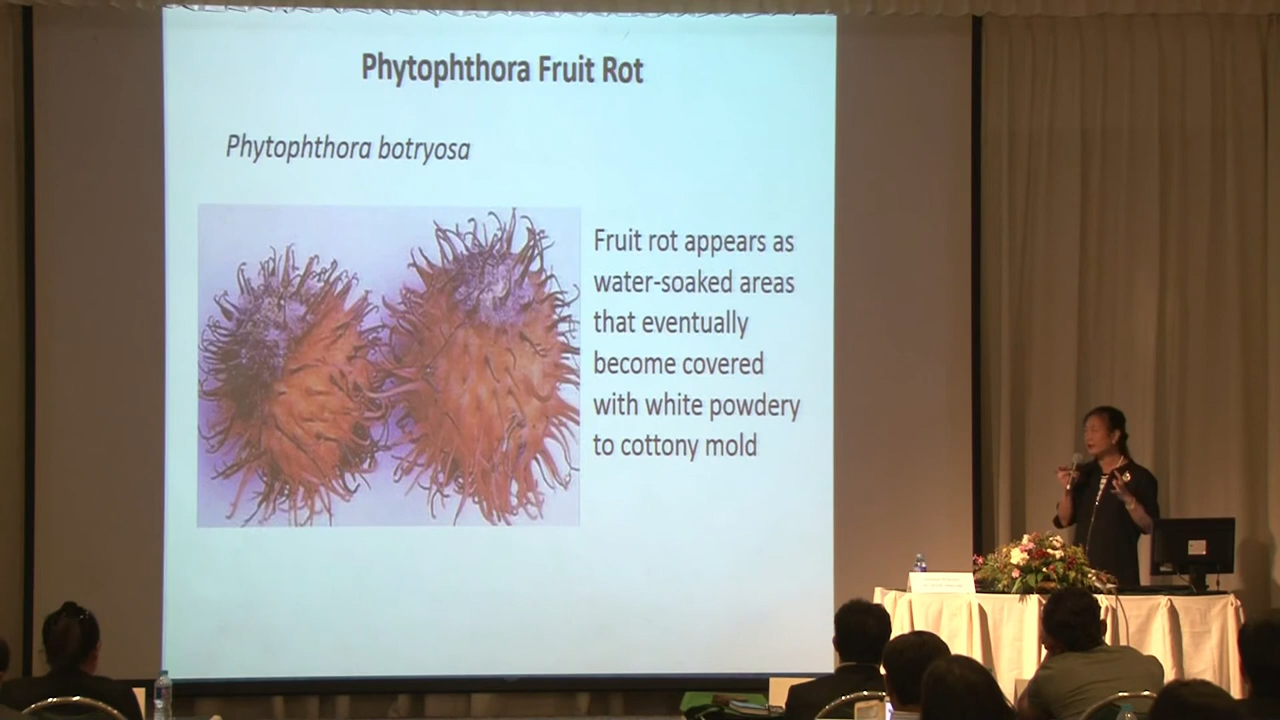 Phytophthora Fruit Rot
Phytophthora botryosa
Fruit rot appears as
water-soaked areas
that eventually
become covered
with white powdery
to cottony mold